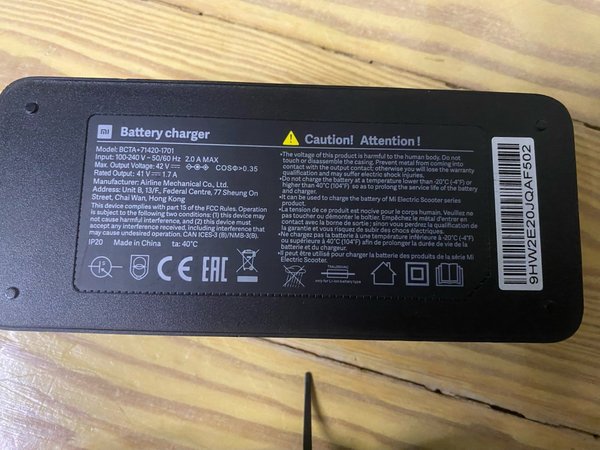 mi Battery charger
Model: BCTA+71420-1701
Input: 100-240 V ~ 50/60 Hz 2.0 A MAX
Max. Output Voltage: 42 V COSΦ>0.35
Rated Output: 41 V 1.7 A
Manufacturer: Airline Mechanical Co., Ltd.
Address: Unit B, 13/F., Federal Centre, 77 Sheung On
Street, Chai Wan, Hong Kong
This device complies with part 15 of the FCC Rules. Operation
is subject to the following two conditions: (1) this device may
not cause harmful interference, and (2) this device must
accept any interference received, including interference that
may cause undesired operation. CAN ICES-3 (B)/NMB-3(B).
IP20 Made in China ta: 40°C
CE EAC
Caution! Attention!
•The voltage of this product is harmful to the human body. Do not
touch or disassemble the casing. Prevent metal from coming into
contact with the output contact; otherwise you will lose the warranty
and may suffer electric shock injuries.
•Do not charge the battery at a temperature lower than -20°C (-4°F) or
higher than 40°C (104°F) so as to prolong the service life of the battery
and charger.
•It can be used to charge the battery of Mi Electric Scooter series
product.
•La tension de ce produit est nocive pour le corps humain. Veuillez ne
pas toucher ou démonter le boîtier. Empêchez le métal d'entrer en
contact avec la borne de sortie (sinon vous perdrez la qualification de
la garantie et vous risquez de subir des chocs électriques.
•Ne chargez pas la batterie à une température inférieure à -20°C (-4°F)
ou supérieure à 40°C (104°F) afin de prolonger la durée de vie de la
batterie et du chargeur.
•Il peut être utilisé pour charger la batterie des produits de la série Mi
Electric Scooter.
only for Li-ion battery type
9HW2E20JQAF502